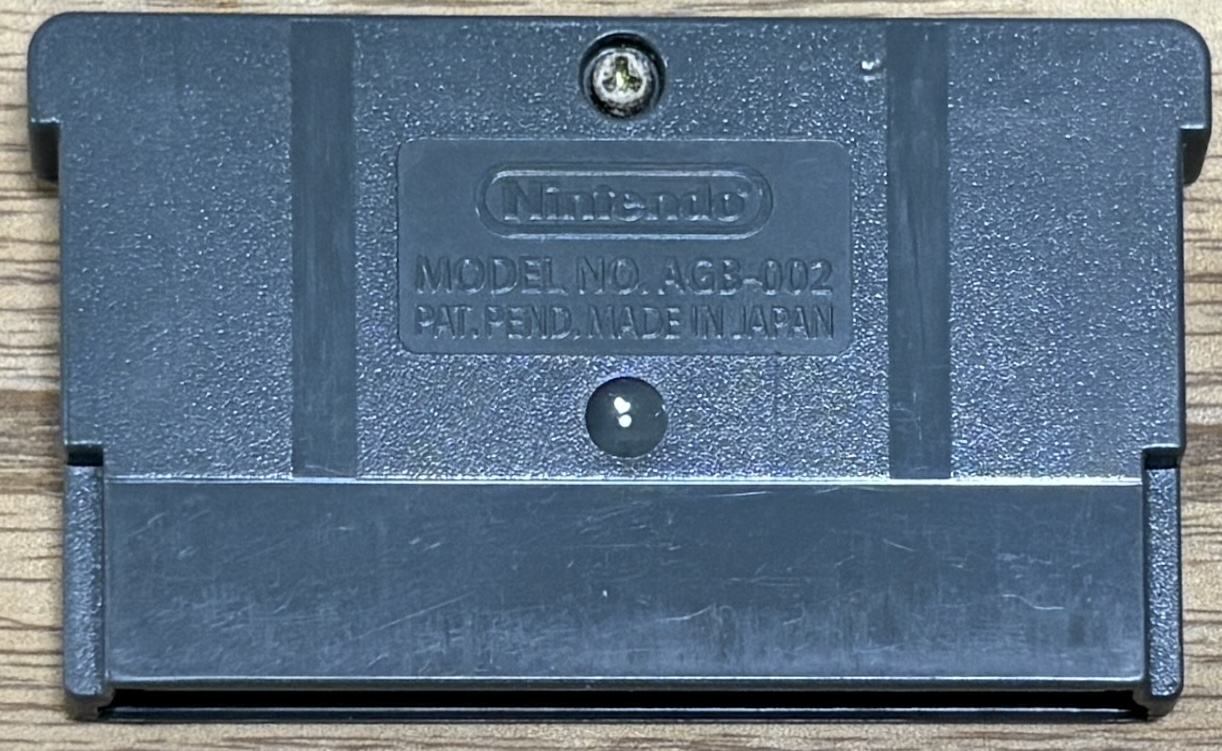 Nintendo
MODEL NO. AGB-002
PAT. PEND. MADE IN JAPAN